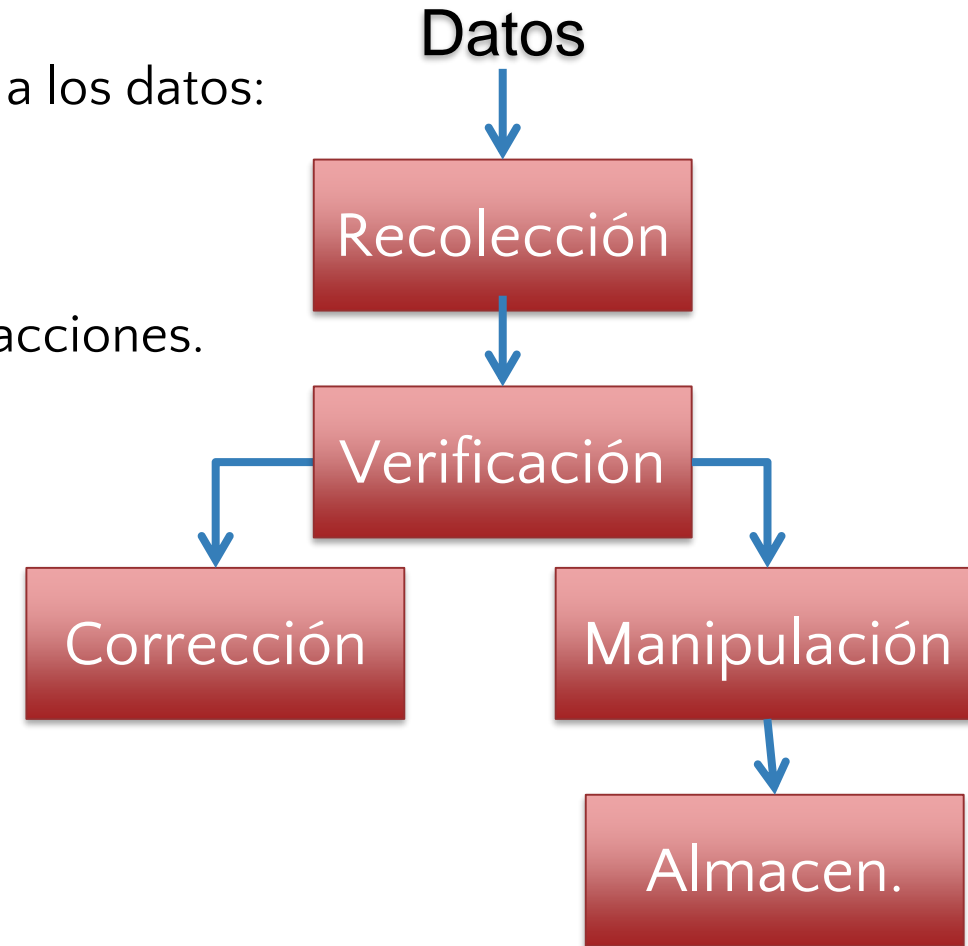 Datos
a los datos:
Recolección
acciones.
Verificación
Corrección
Manipulación
Almacen.